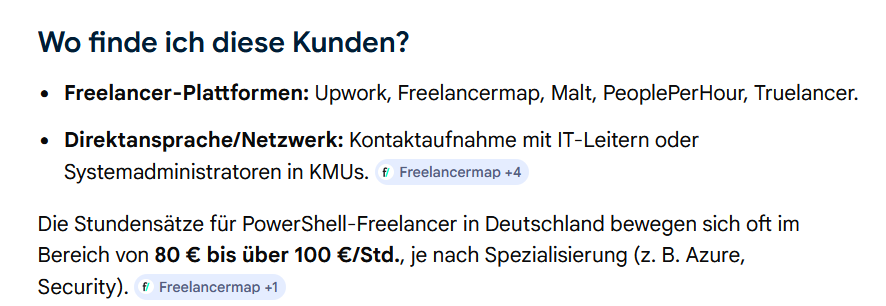 Wo finde ich diese Kunden?
• Freelancer-Plattformen: Upwork, Freelancermap, Malt, PeoplePerHour, Truelancer.
• Direktansprache/Netzwerk: Kontaktaufnahme mit IT-Leitern oder
Systemadministratoren in KMUs. f/ Freelancermap +4
Die Stundensätze für PowerShell-Freelancer in Deutschland bewegen sich oft im
Bereich von 80 € bis über 100 €/Std., je nach Spezialisierung (z. B. Azure,
Security). f/ Freelancermap +1